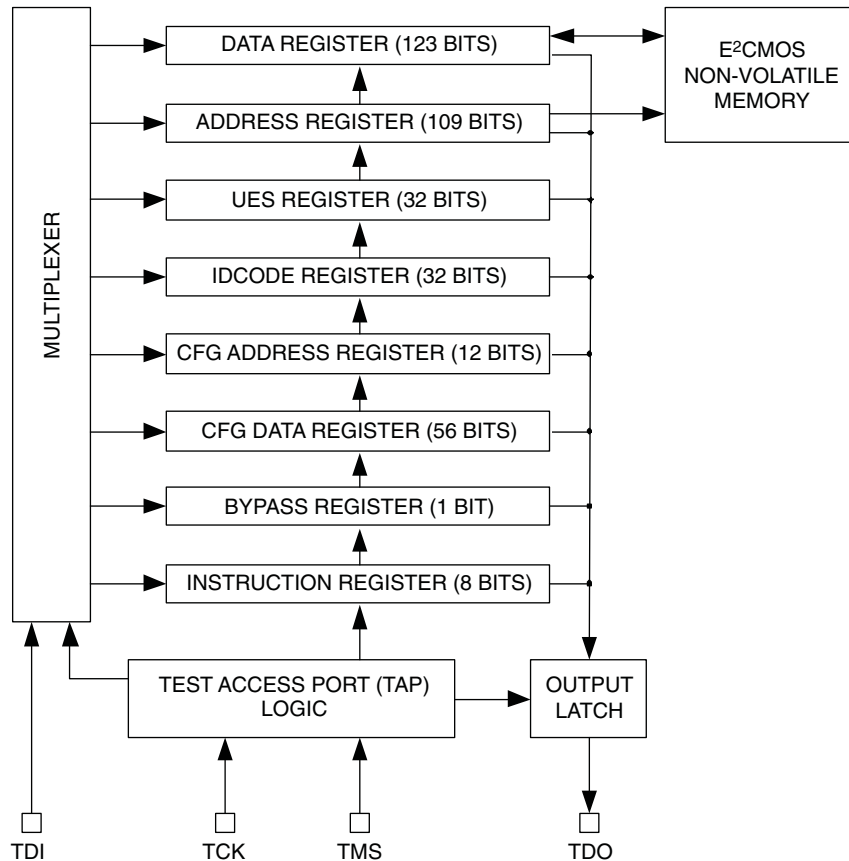 DATA REGISTER (123 BITS)
E²CMOS
NON-VOLATILE
MEMORY
ADDRESS REGISTER (109 BITS)
UES REGISTER (32 BITS)
IDCODE REGISTER (32 BITS)
CFG ADDRESS REGISTER (12 BITS)
CFG DATA REGISTER (56 BITS)
BYPASS REGISTER (1 BIT)
INSTRUCTION REGISTER (8 BITS)
MULTIPLEXER
TEST ACCESS PORT (TAP)
LOGIC
OUTPUT
LATCH
TDI
TCK
TMS
TDO